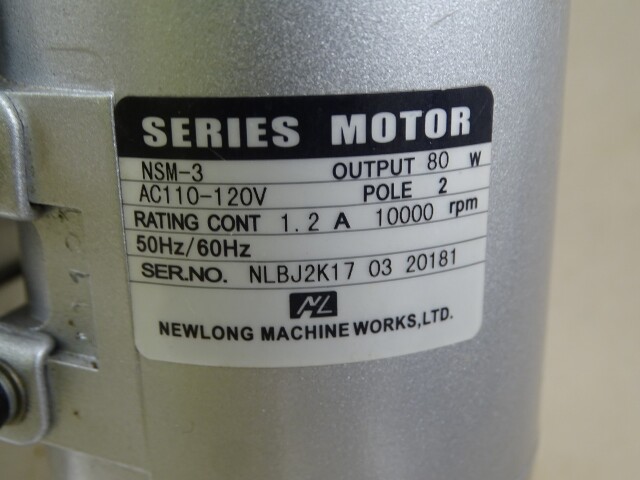 SERIES MOTOR
NSM-3 OUTPUT 80 W
AC110-120V POLE 2
RATING CONT 1.2 A 10000 rpm
50Hz/60Hz
SER.NO. NLBJ2K17 03 20181
NL
NEWLONG MACHINE WORKS,LTD.